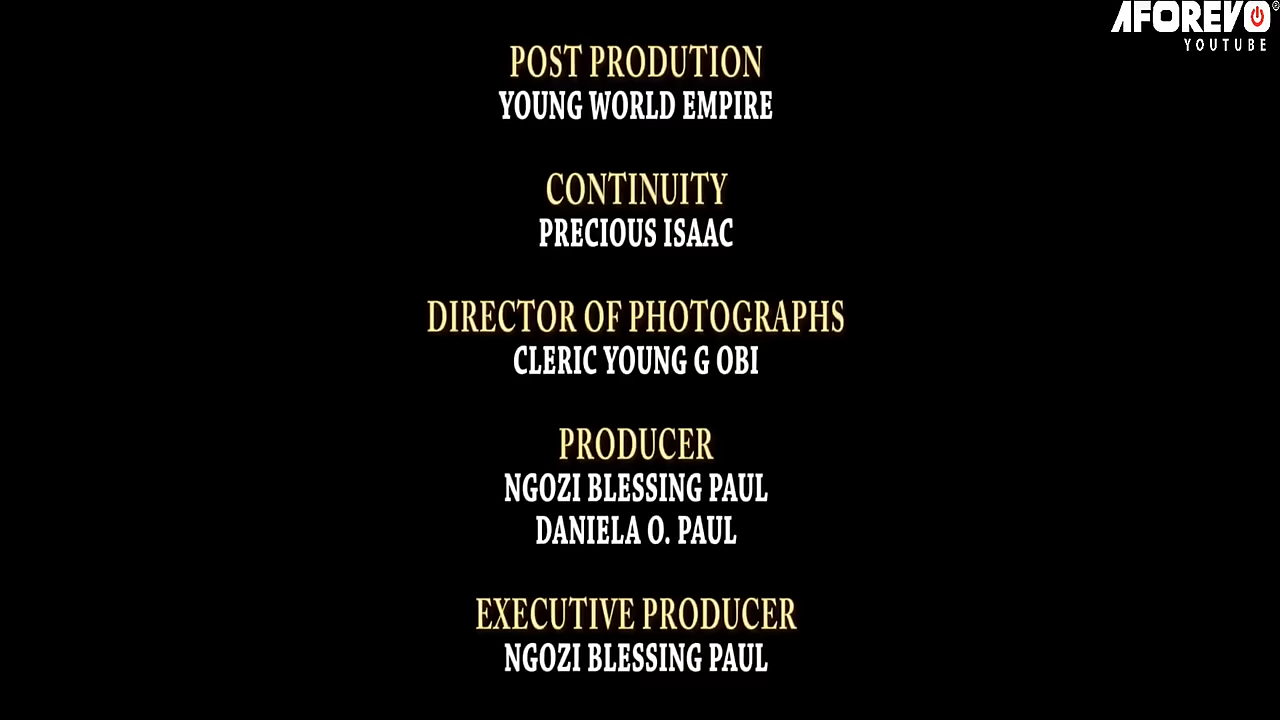 AFOREVO®
YOUTUBE
POST PRODUTION
YOUNG WORLD EMPIRE
CONTINUITY
PRECIOUS ISAAC
DIRECTOR OF PHOTOGRAPHS
CLERIC YOUNG G OBI
PRODUCER
NGOZI BLESSING PAUL
DANIELA O. PAUL
EXECUTIVE PRODUCER
NGOZI BLESSING PAUL